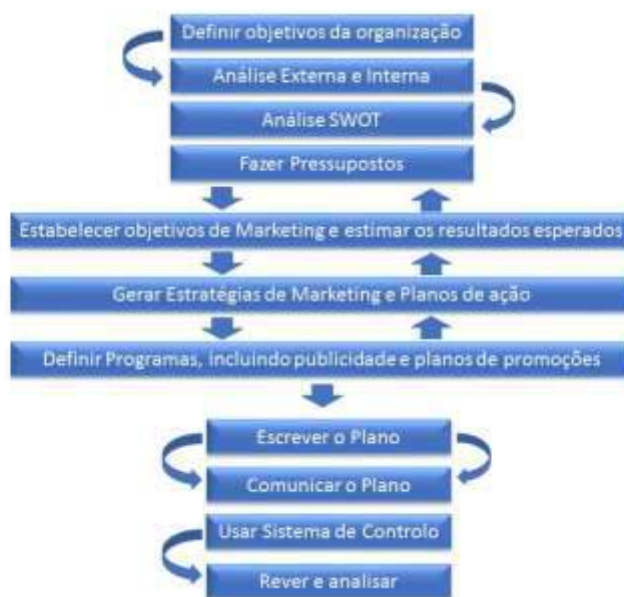 Definir objetivos da organização
Análise Externa e Interna
Análise SWOT
Fazer Pressupostos
Estabelecer objetivos de Marketing e estimar os resultados esperados
Gerar Estratégias de Marketing e Planos de ação
Definir Programas, incluindo publicidade e planos de promoções
Escrever o Plano
Comunicar o Plano
Usar Sistema de Controlo
Rever e analisar